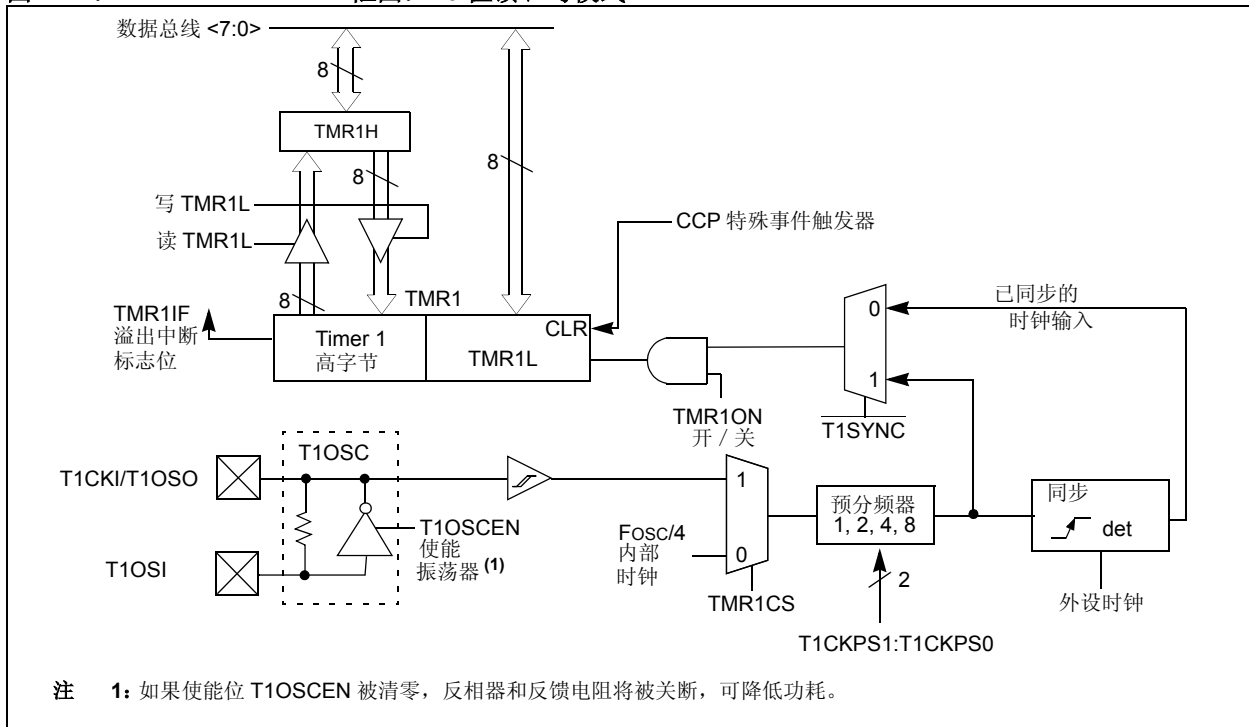 数据总线 <7:0>
8
TMR1H
8
8
写 TMR1L
读 TMR1L
CCP 特殊事件触发器
8
TMR1
TMR1IF
溢出中断
标志位
Timer 1
高字节
TMR1L
CLR
0
1
已同步的
时钟输入
TMR1ON
开 / 关
T1SYNC
T1OSC
T1CKI/T1OSO
T1OSI
T1OSCEN
使能
振荡器 (1)
1
0
FOSC/4
内部
时钟
TMR1CS
预分频器
1, 2, 4, 8
2
T1CKPS1:T1CKPS0
同步
det
外设时钟
注 1: 如果使能位 T1OSCEN 被清零，反相器和反馈电阻将被关断，可降低功耗。